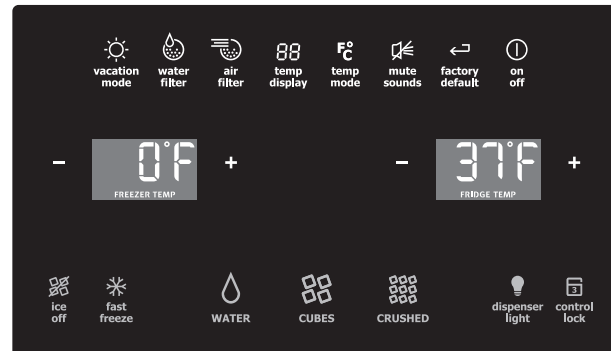 88
F°
C
vacation
mode
water
filter
air
filter
temp
display
temp
mode
mute
sounds
factory
default
on
off
- 0°F +
FREEZER TEMP
- 37°F +
FRIDGE TEMP
ice
off
fast
freeze
WATER
CUBES
CRUSHED
dispenser
light
3
control
lock